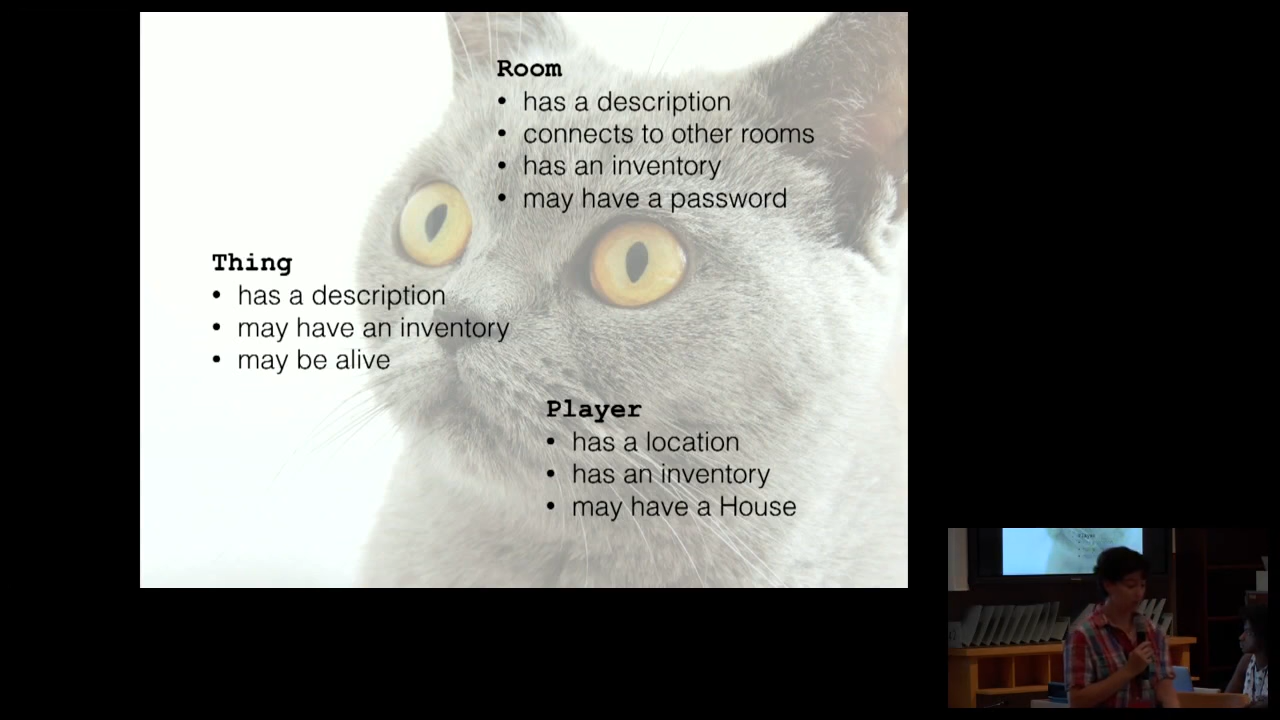 Room
• has a description
• connects to other rooms
• has an inventory
• may have a password
Thing
• has a description
• may have an inventory
• may be alive
Player
• has a location
• has an inventory
• may have a House
Player